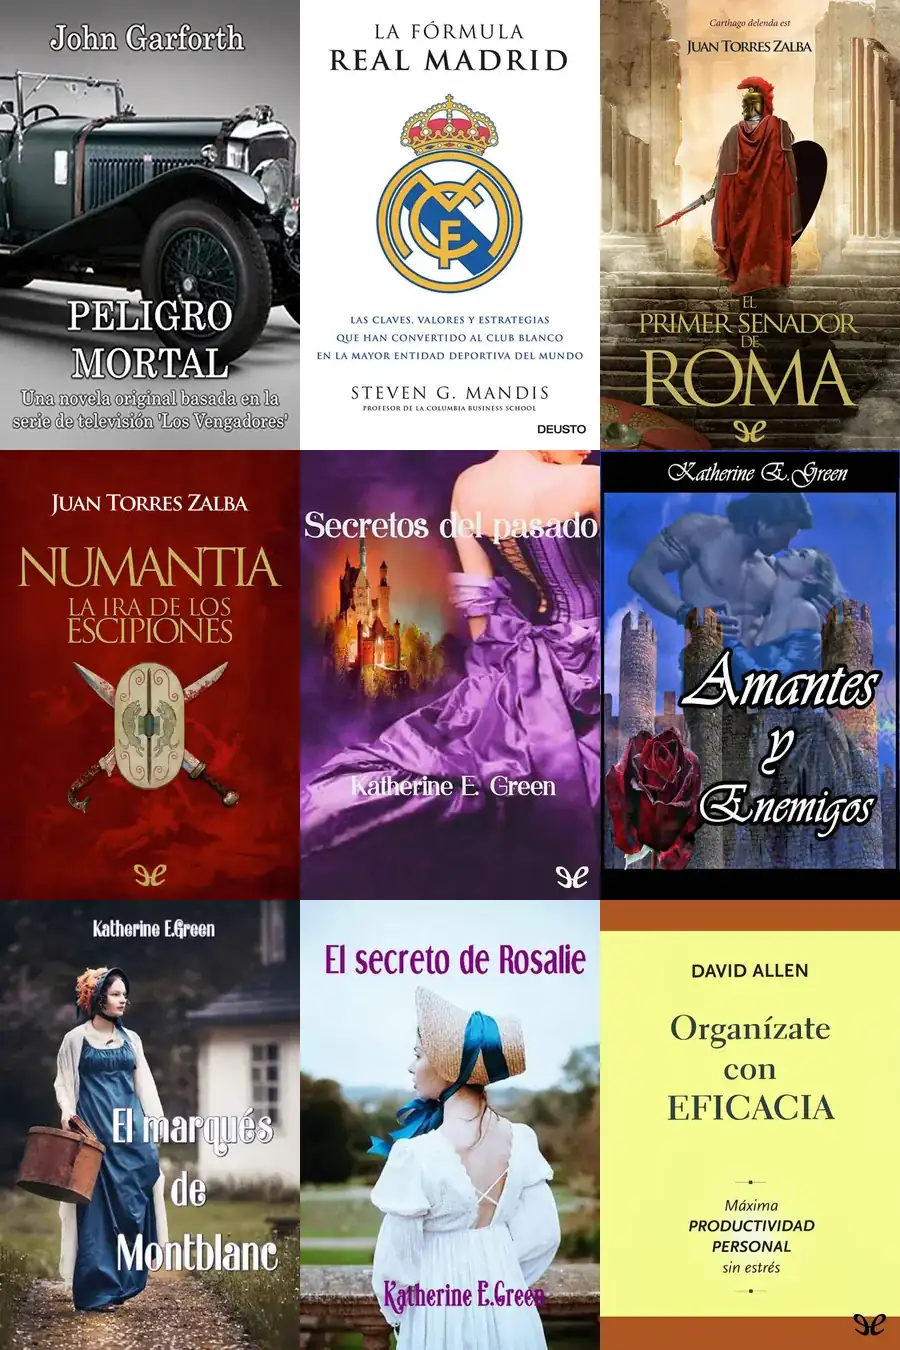 John Garforth
PELIGRO
MORTAL
Una novela original basada en la
serie de televisión 'Los Vengadores'
LA FÓRMULA
REAL MADRID
LAS CLAVES, VALORES Y ESTRATEGIAS
QUE HAN CONVERTIDO AL CLUB BLANCO
EN LA MAYOR ENTIDAD DEPORTIVA DEL MUNDO
STEVEN G. MANDIS
PROFESOR DE LA COLUMBIA BUSINESS SCHOOL
DEUSTO
Carthago delenda est
JUAN TORRES ZALBA
EL
PRIMER SENADOR
DE
ROMA
JUAN TORRES ZALBA
NUMANTIA
LA IRA DE LOS
ESCIPIONES
Secretos del pasado
Katherine E. Green
Katherine E.Green
Amantes
y
Enemigos
Katherine E.Green
El marqués
de
Montblanc
El secreto de Rosalie
Katherine E.Green
DAVID ALLEN
Organízate
con
EFICACIA
Máxima
PRODUCTIVIDAD
PERSONAL
sin estrés